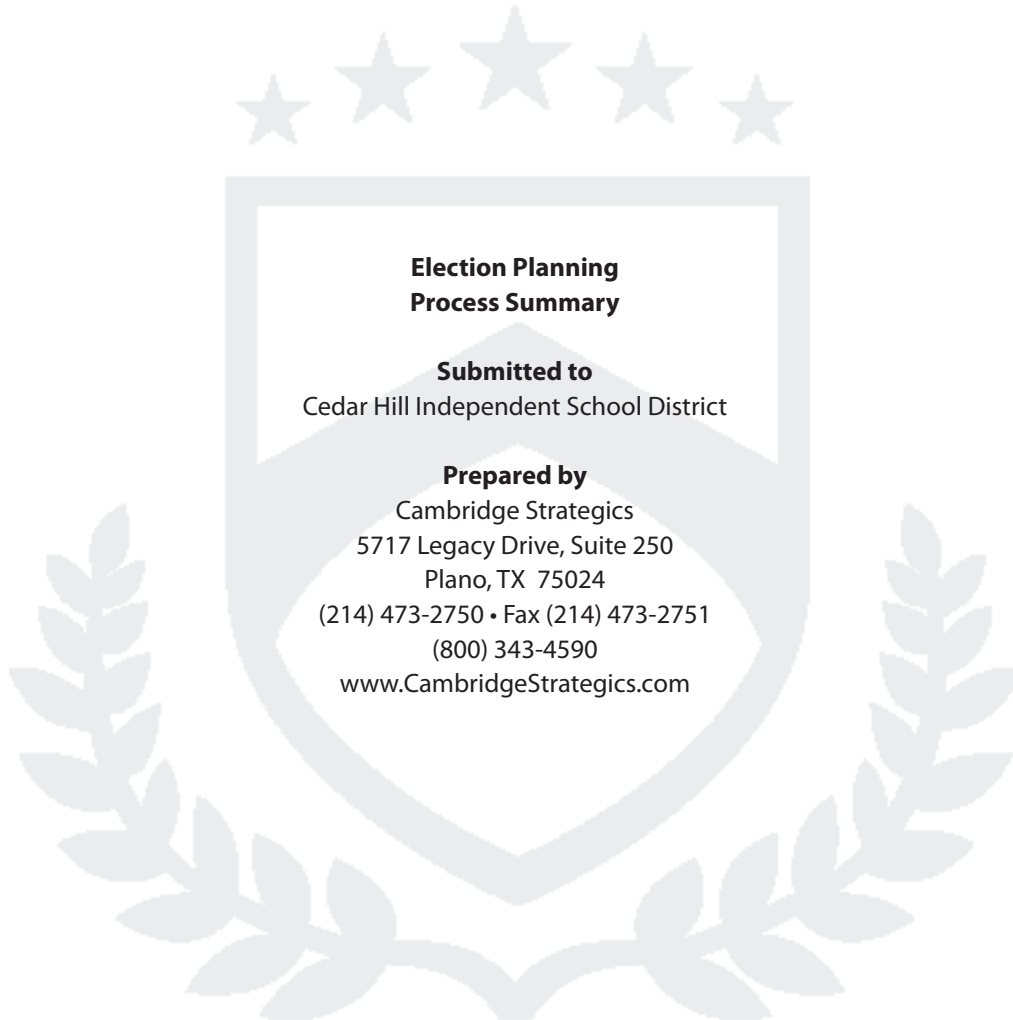 Election Planning
Process Summary
Submitted to
Cedar Hill Independent School District
Prepared by
Cambridge Strategics
5717 Legacy Drive, Suite 250
Plano, TX  75024
(214) 473-2750 • Fax (214) 473-2751
(800) 343-4590
www.CambridgeStrategics.com